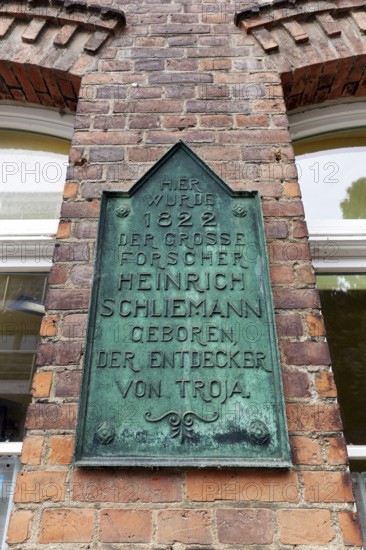 HIER
WURDE
1822
DER GROSSE
FORSCHER
HEINRICH
SCHLIEMANN
GEBOREN,
DER ENTDECKER
VON TROJA.